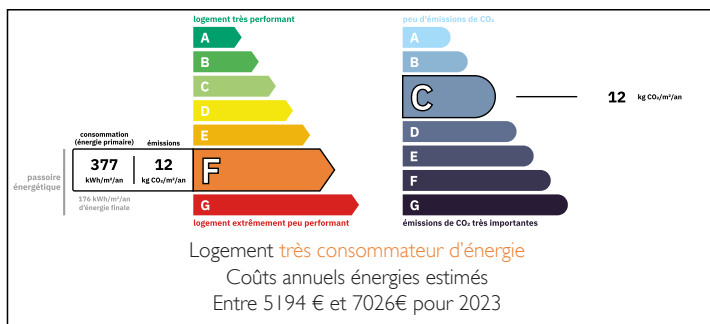 logement très performant
A
B
C
D
E
consommation
(énergie primaire)
émissions
377
12
kWh/m²/an
kg CO₂/m²/an
F
passoire
énergétique
176 kWh/m²/an
d'énergie finale
G
logement extrêmement peu performant
peu d'émissions de CO₂
A
B
C
12 kg CO₂/m²/an
D
E
F
G
émissions de CO₂ très importantes
Logement très consommateur d'énergie
Coûts annuels énergies estimés
Entre 5194 € et 7026€ pour 2023